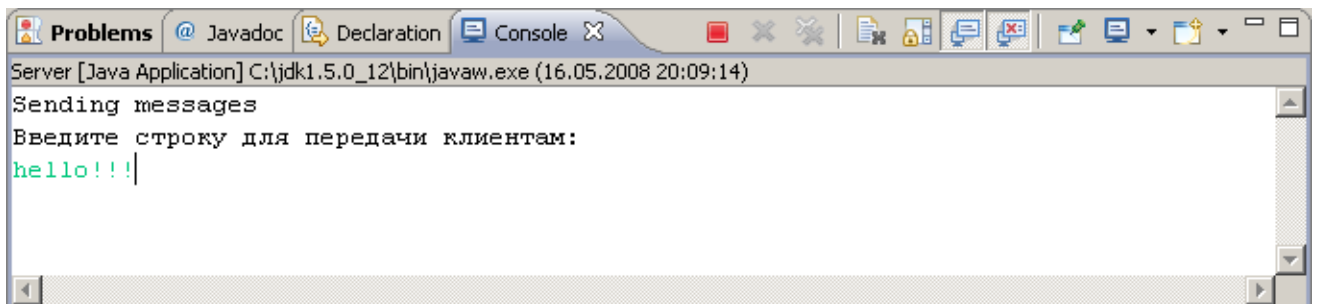 Problems @ Javadoc Declaration Console
Server [Java Application] C:\jdk1.5.0_12\bin\javaw.exe (16.05.2008 20:09:14)
Sending messages
Введите строку для передачи клиентам:
hello!!!